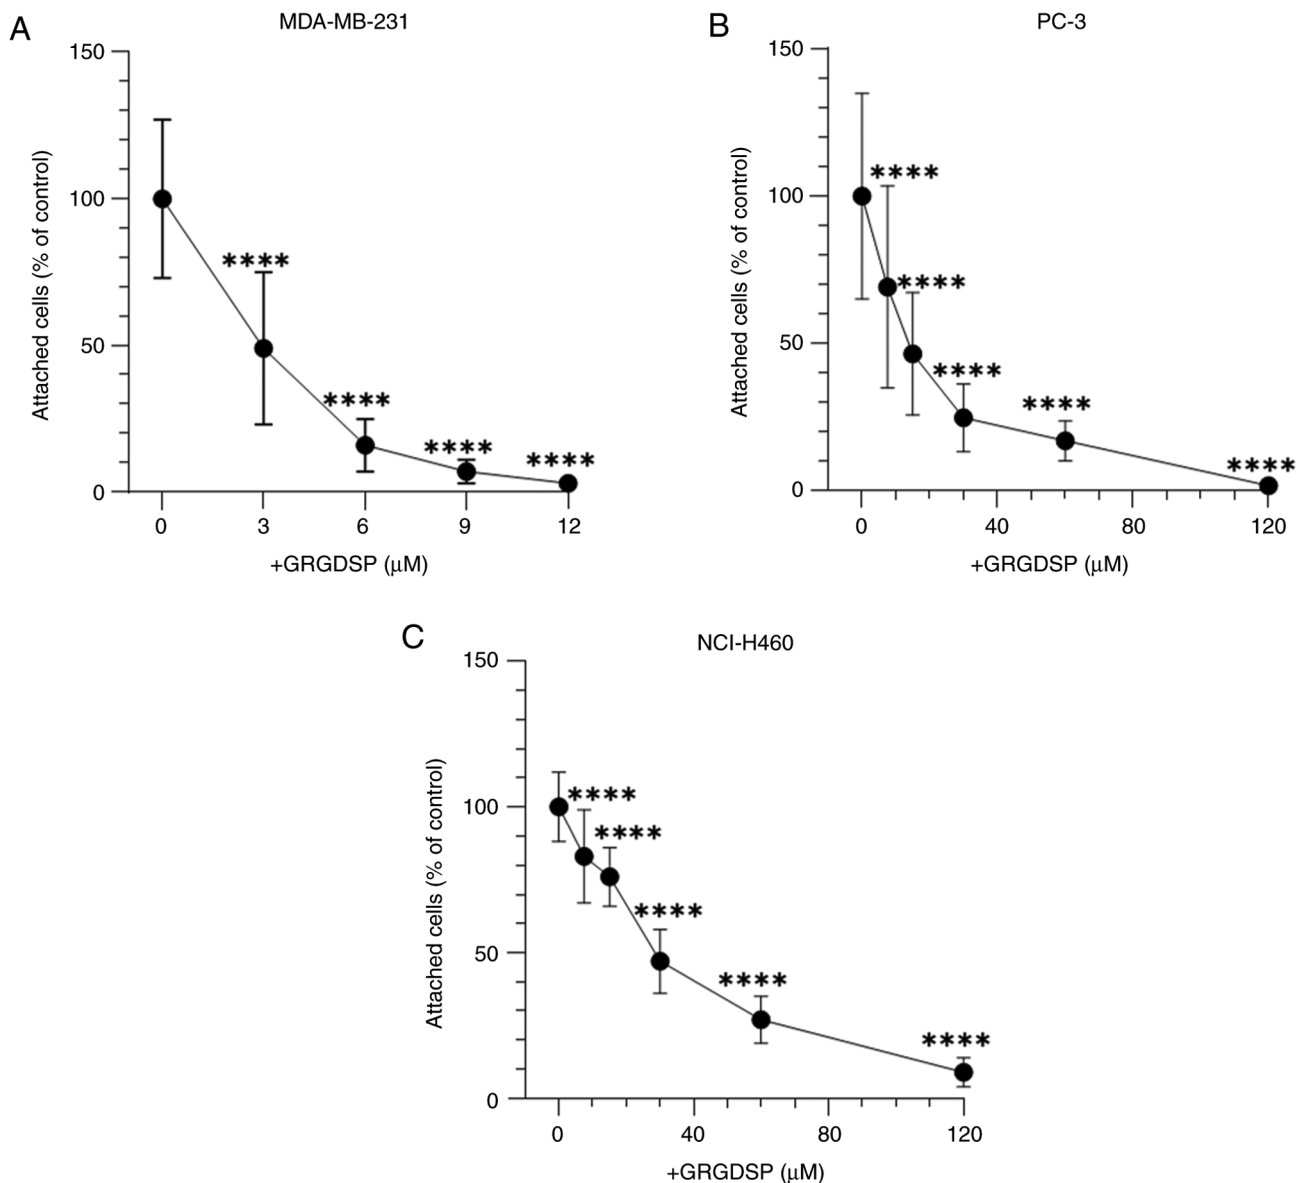 A
MDA-MB-231
150
100
50
0
Attached cells (% of control)
****
****
****
****
0 3 6 9 12
+GRGDSP (μM)
B
PC-3
150
100
50
0
Attached cells (% of control)
****
****
****
****
****
0 40 80 120
+GRGDSP (μM)
C
NCI-H460
150
100
50
0
Attached cells (% of control)
****
****
****
****
****
0 40 80 120
+GRGDSP (μM)